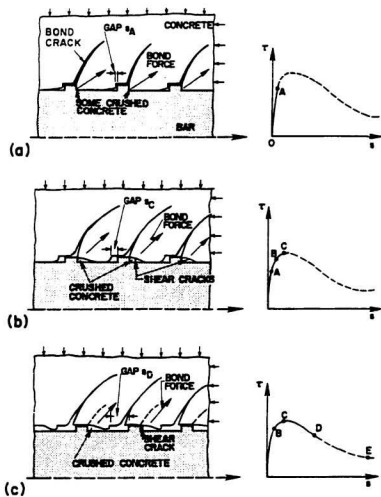 GAP sA
CONCRETE
BOND
CRACK
BOND
FORCE
SOME CRUSHED
CONCRETE
BAR
(a)
τ
A
O
s
GAP sC
BOND
FORCE
CRUSHED
CONCRETE
SHEAR CRACKS
(b)
τ
B
C
A
s
GAP sD
BOND
FORCE
SHEAR
CRACK
CRUSHED CONCRETE
(c)
τ
C
B
D
E
s